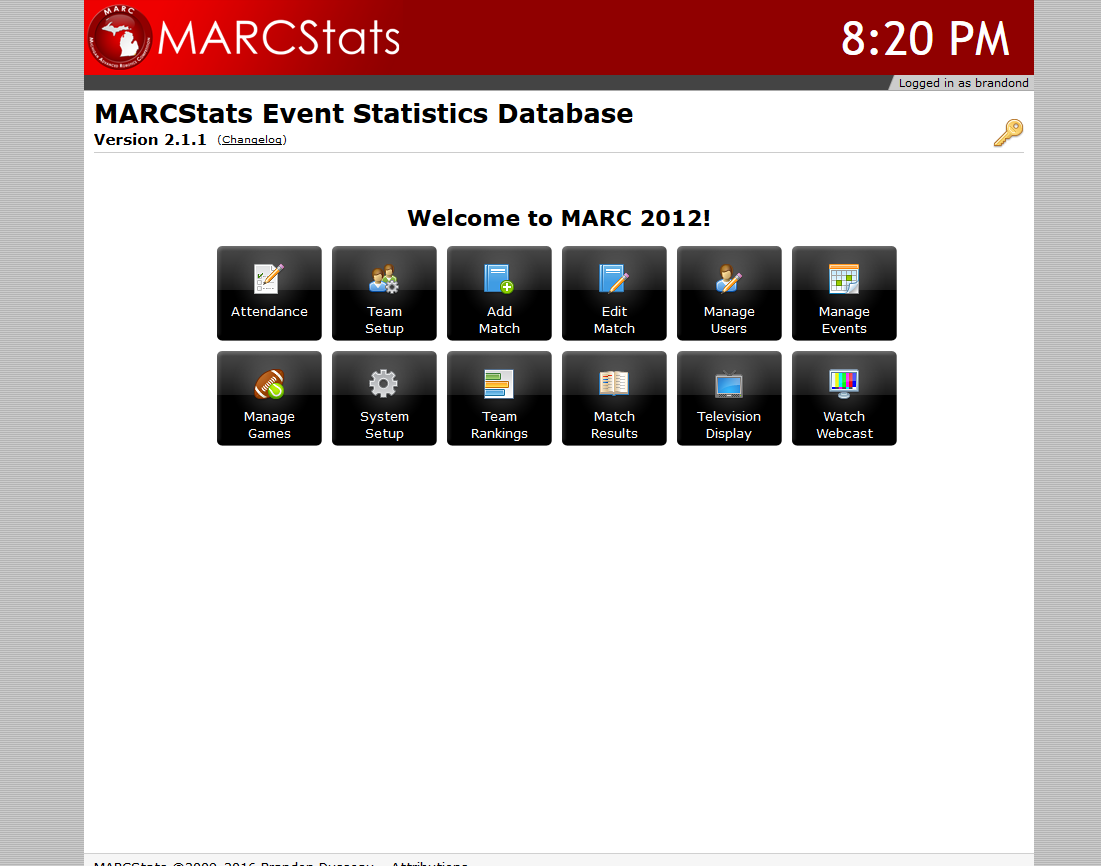 MARC
MARCStats
8:20 PM
Logged in as brandond
MARCStats Event Statistics Database
Version 2.1.1 (Changelog)
Welcome to MARC 2012!
Attendance
Team
Setup
Add
Match
Edit
Match
Manage
Users
Manage
Events
Manage
Games
System
Setup
Team
Rankings
Match
Results
Television
Display
Watch
Webcast